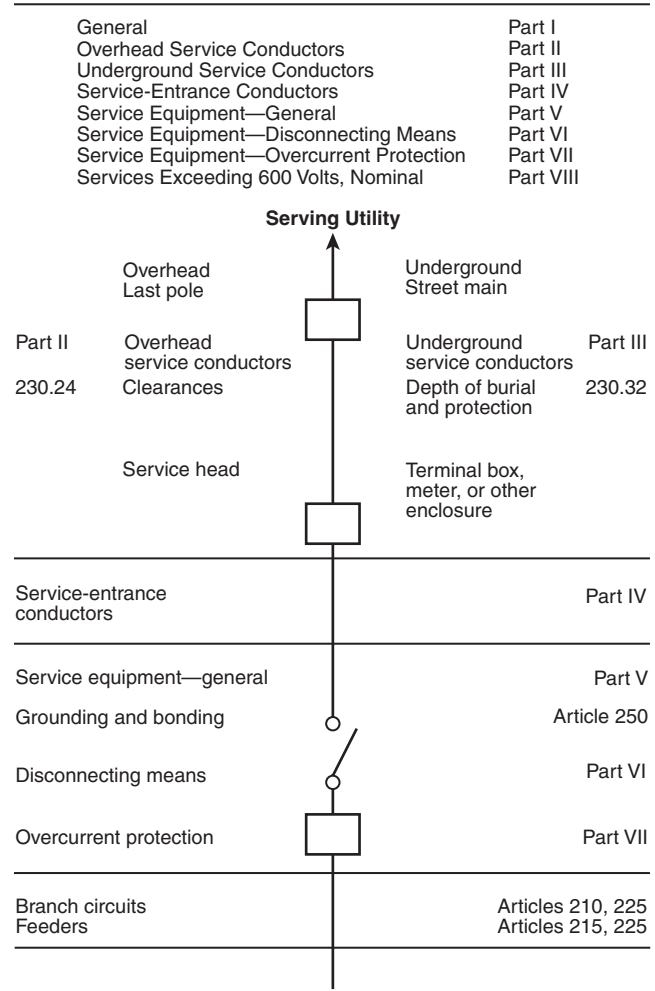 General Part I
Overhead Service Conductors Part II
Underground Service Conductors Part III
Service-Entrance Conductors Part IV
Service Equipment—General Part V
Service Equipment—Disconnecting Means Part VI
Service Equipment—Overcurrent Protection Part VII
Services Exceeding 600 Volts, Nominal Part VIII
Serving Utility
Overhead
Last pole
Underground
Street main
Part II Overhead
service conductors
Underground Part III
service conductors
230.24 Clearances
Depth of burial 230.32
and protection
Service head
Terminal box,
meter, or other
enclosure
Service-entrance
conductors
Part IV
Service equipment—general Part V
Grounding and bonding Article 250
Disconnecting means Part VI
Overcurrent protection Part VII
Branch circuits Articles 210, 225
Feeders Articles 215, 225